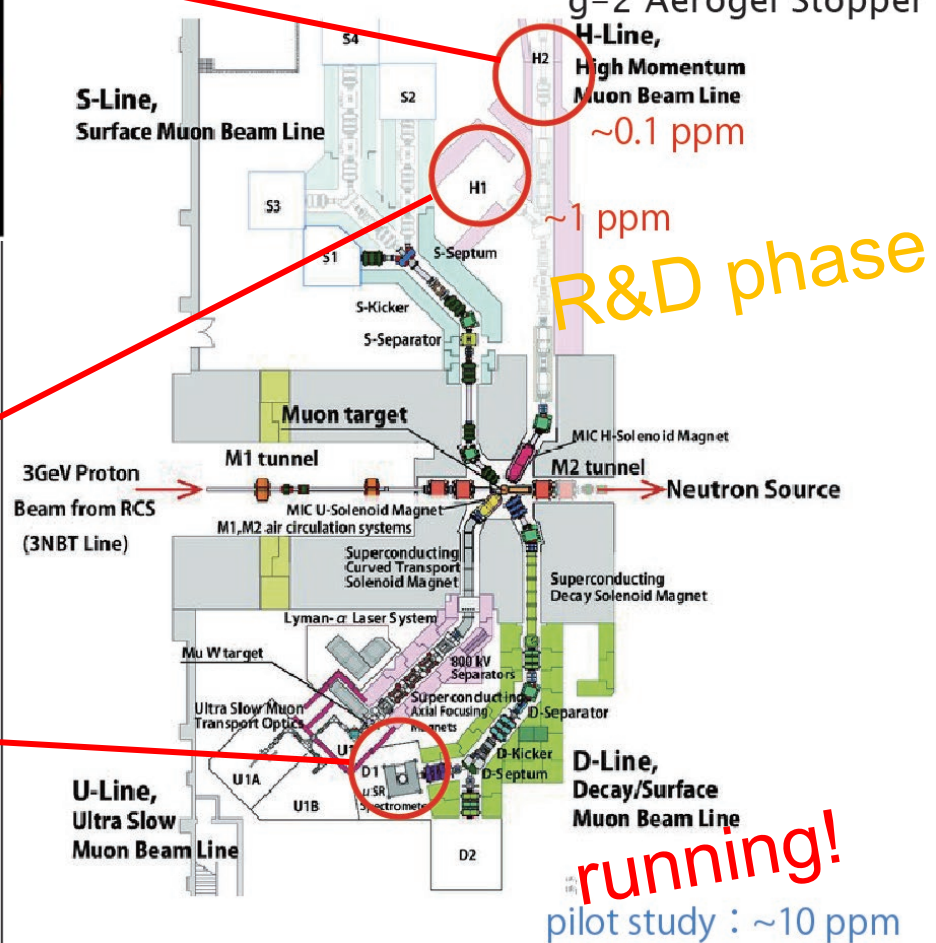 g-2 Aerogel Stopper
S4
H2
H-Line,
High Momentum
Muon Beam Line
~0.1 ppm
S-Line,
Surface Muon Beam Line
S2
H1
S3
~1 ppm
R&D phase
S1
S-Septum
S-Kicker
S-Separator
Muon target
MIC H-Solenoid Magnet
M1 tunnel
M2 tunnel
3GeV Proton
Beam from RCS
(3NBT Line)
Neutron Source
MIC U-Solenoid Magnet
M1,M2 air circulation systems
Superconducting
Curved Transport
Solenoid Magnet
Superconducting
Decay Solenoid Magnet
Lyman-α Laser System
Mu W target
800 kV
Separators
Superconducting
Axial Focusing
Magnets
Ultra Slow Muon
Transport Optics
D-Separator
D-Kicker
D-Septum
U1A
U1B
D1
μSR
Spectrometer
U-Line,
Ultra Slow
Muon Beam Line
D-Line,
Decay/Surface
Muon Beam Line
D2
running!
pilot study : ~10 ppm